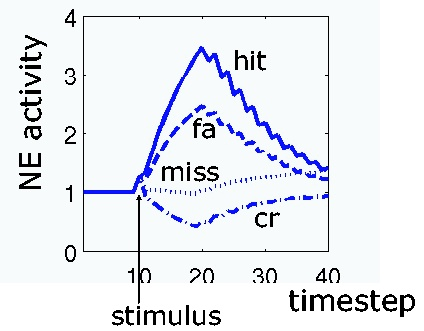 4
3
2
1
0
NE activity
hit
fa
miss
cr
10 20 30 40
stimulus
timestep